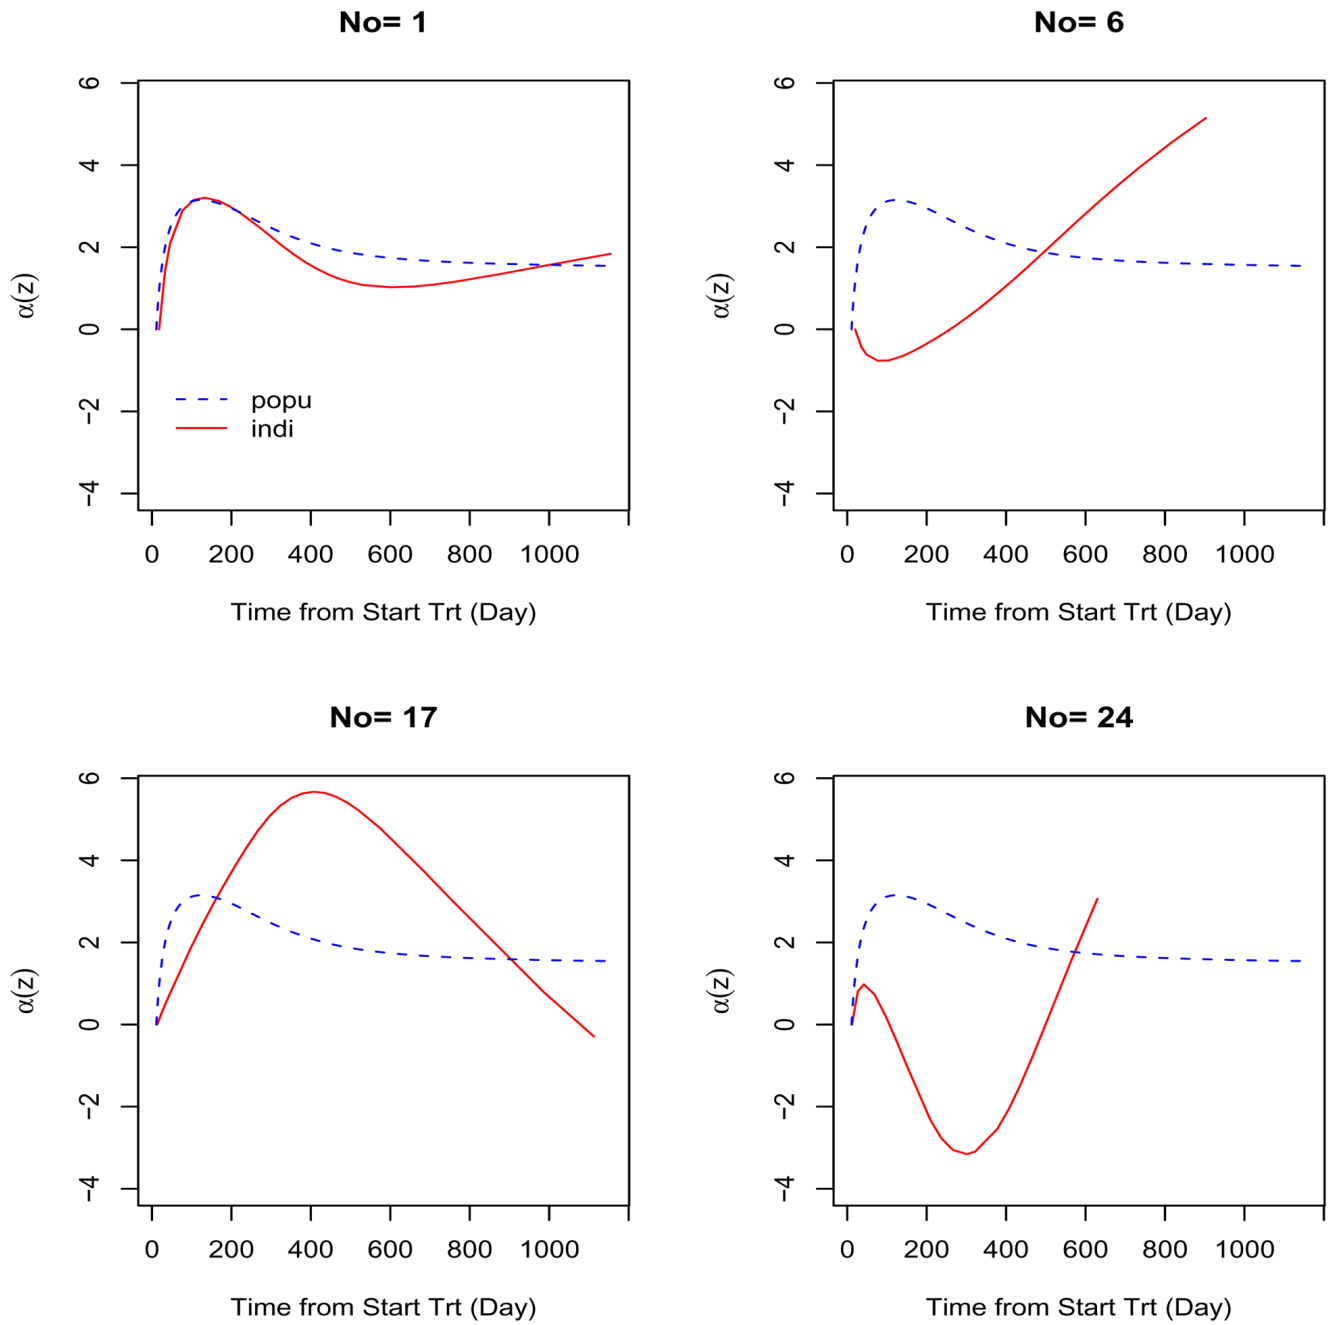 No= 1
6
4
2
0
−2
−4
α(z)
popu
indi
0 200 400 600 800 1000
Time from Start Trt (Day)
No= 6
6
4
2
0
−2
−4
α(z)
0 200 400 600 800 1000
Time from Start Trt (Day)
No= 17
6
4
2
0
−2
−4
α(z)
0 200 400 600 800 1000
Time from Start Trt (Day)
No= 24
6
4
2
0
−2
−4
α(z)
0 200 400 600 800 1000
Time from Start Trt (Day)